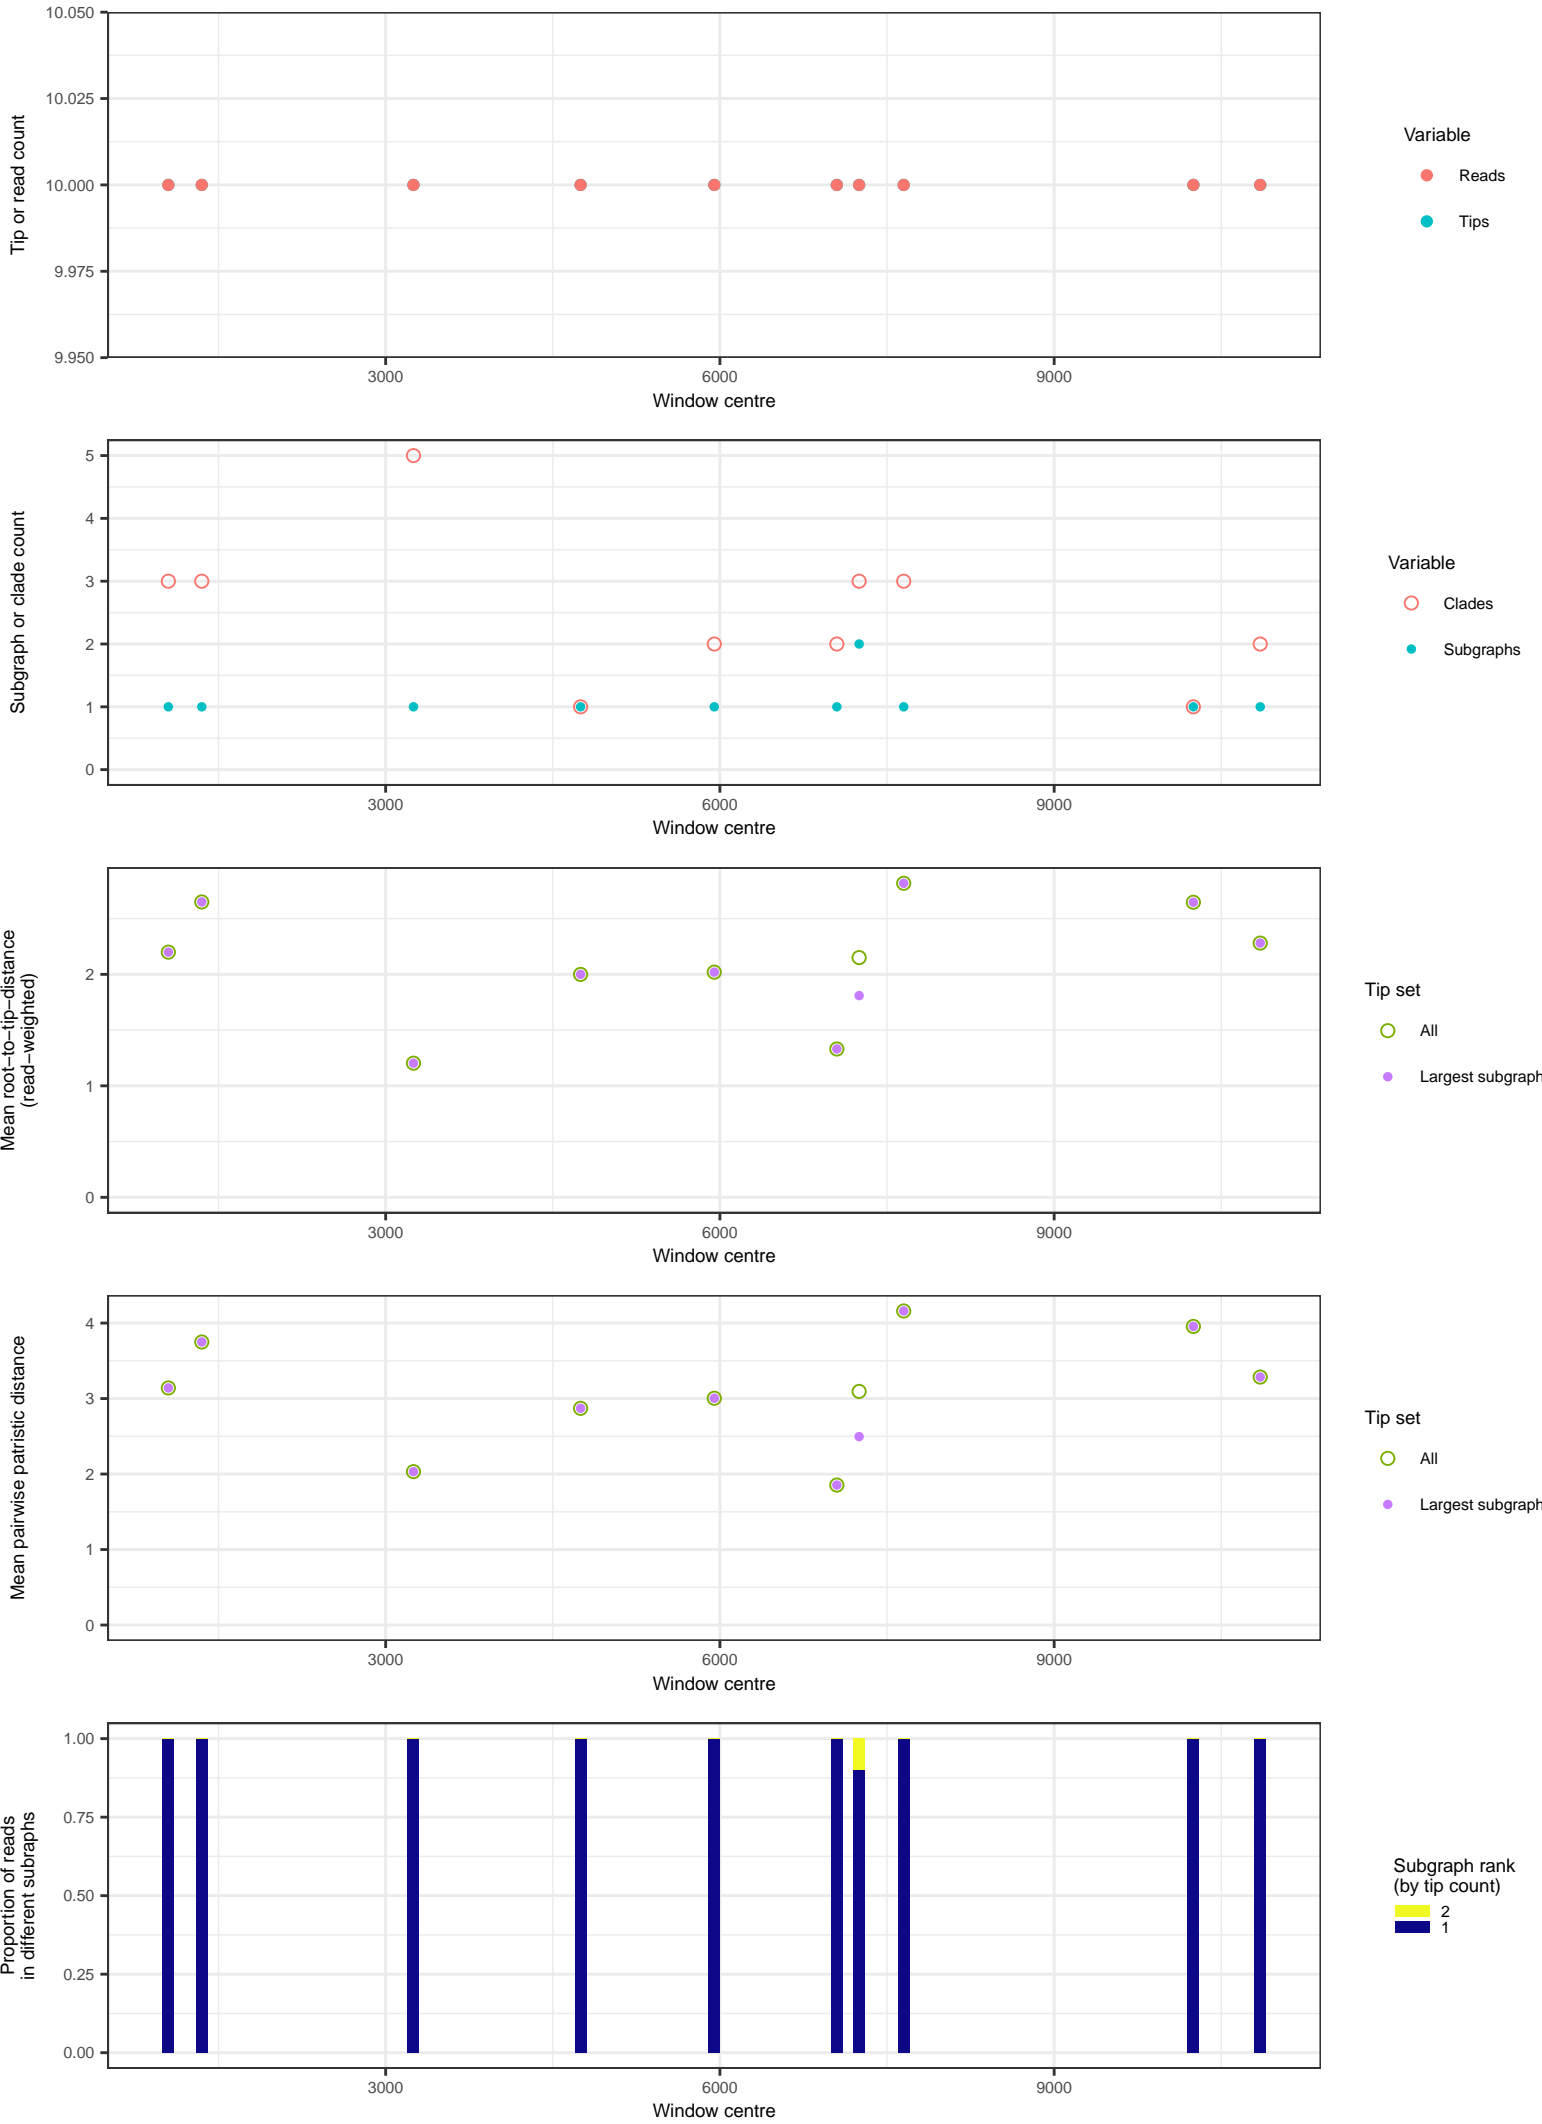 10.050
10.025
10.000
9.975
9.950
Tip or read count
3000
6000
9000
Window centre
Variable
Reads
Tips
5
4
3
2
1
0
Subgraph or clade count
3000
6000
9000
Window centre
Variable
Clades
Subgraphs
2
1
0
Mean root−to−tip−distance
(read−weighted)
3000
6000
9000
Window centre
Tip set
All
Largest subgraph
4
3
2
1
0
Mean pairwise patristic distance
3000
6000
9000
Window centre
Tip set
All
Largest subgraph
1.00
0.75
0.50
0.25
0.00
Proportion of reads
in different subraphs
3000
6000
9000
Window centre
Subgraph rank
(by tip count)
2
1